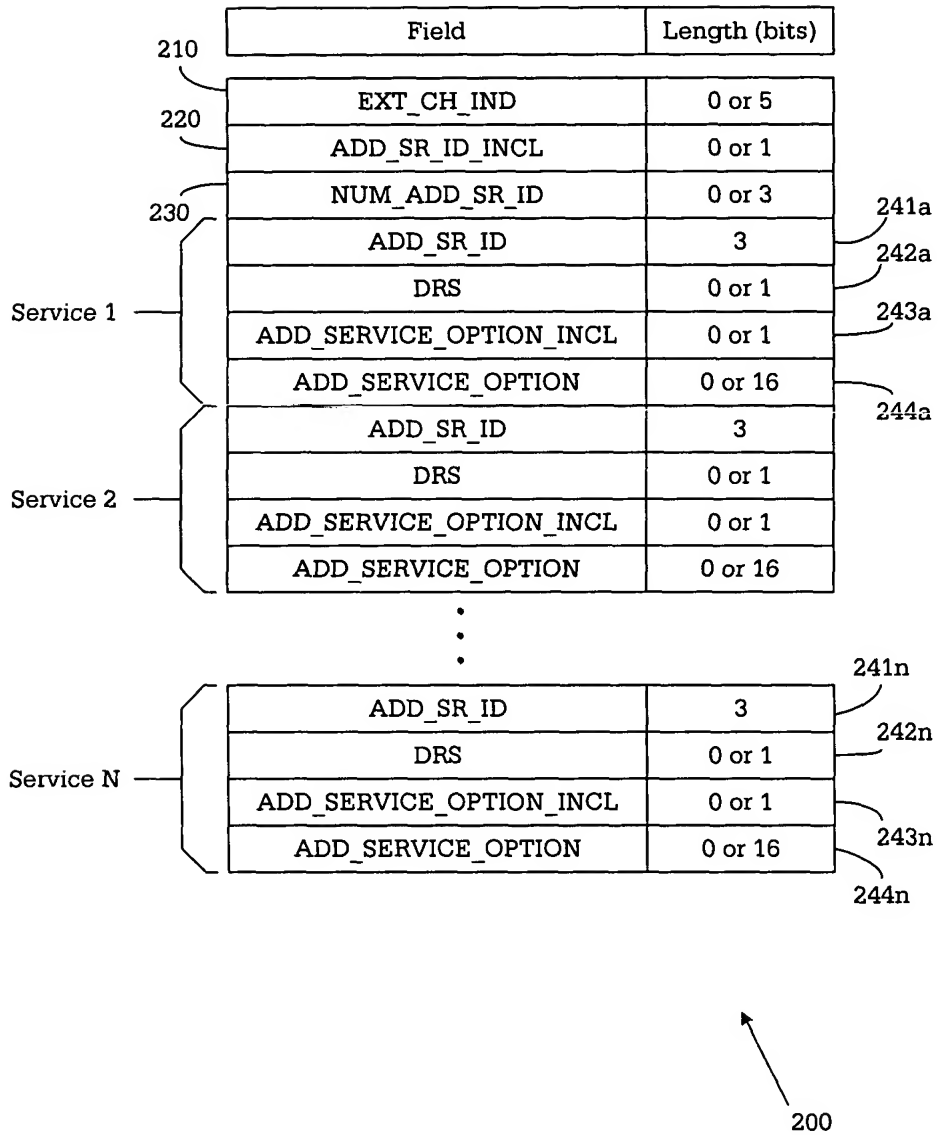 Field Length (bits)
210
EXT_CH_IND 0 or 5
220
ADD_SR_ID_INCL 0 or 1
NUM_ADD_SR_ID 0 or 3
230
241a
ADD_SR_ID 3
242a
DRS 0 or 1
Service 1
243a
ADD_SERVICE_OPTION_INCL 0 or 1
ADD_SERVICE_OPTION 0 or 16
244a
ADD_SR_ID 3
DRS 0 or 1
Service 2
ADD_SERVICE_OPTION_INCL 0 or 1
ADD_SERVICE_OPTION 0 or 16
241n
ADD_SR_ID 3
242n
DRS 0 or 1
Service N
ADD_SERVICE_OPTION_INCL 0 or 1
243n
ADD_SERVICE_OPTION 0 or 16
244n
200